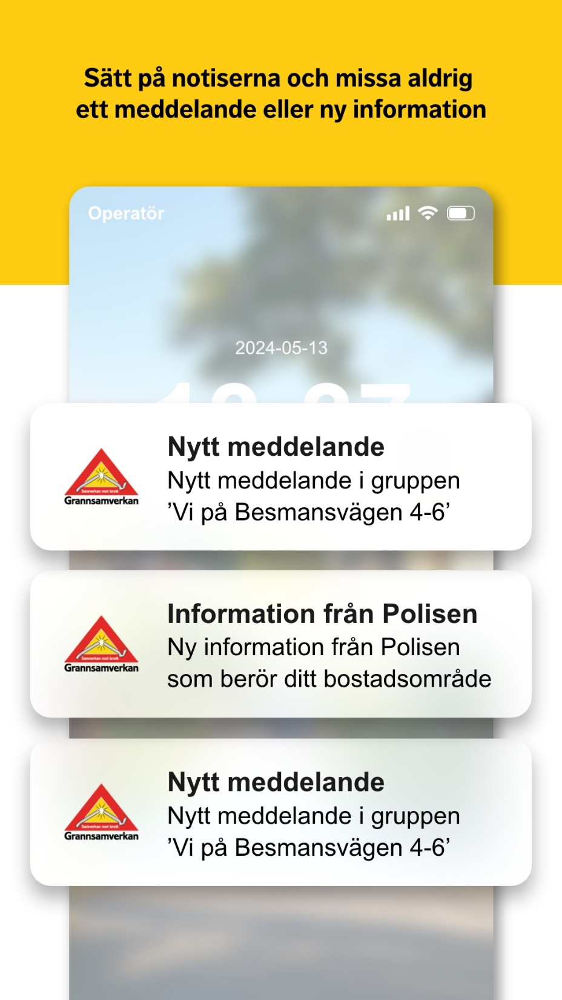 Sätt på notiserna och missa aldrig
ett meddelande eller ny information
Operatör
2024-05-13
Nytt meddelande
Nytt meddelande i gruppen
’Vi på Besmansvägen 4-6’
Samverkan mot brott
Grannsamverkan
Information från Polisen
Ny information från Polisen
som berör ditt bostadsområde
Samverkan mot brott
Grannsamverkan
Nytt meddelande
Nytt meddelande i gruppen
’Vi på Besmansvägen 4-6’
Samverkan mot brott
Grannsamverkan